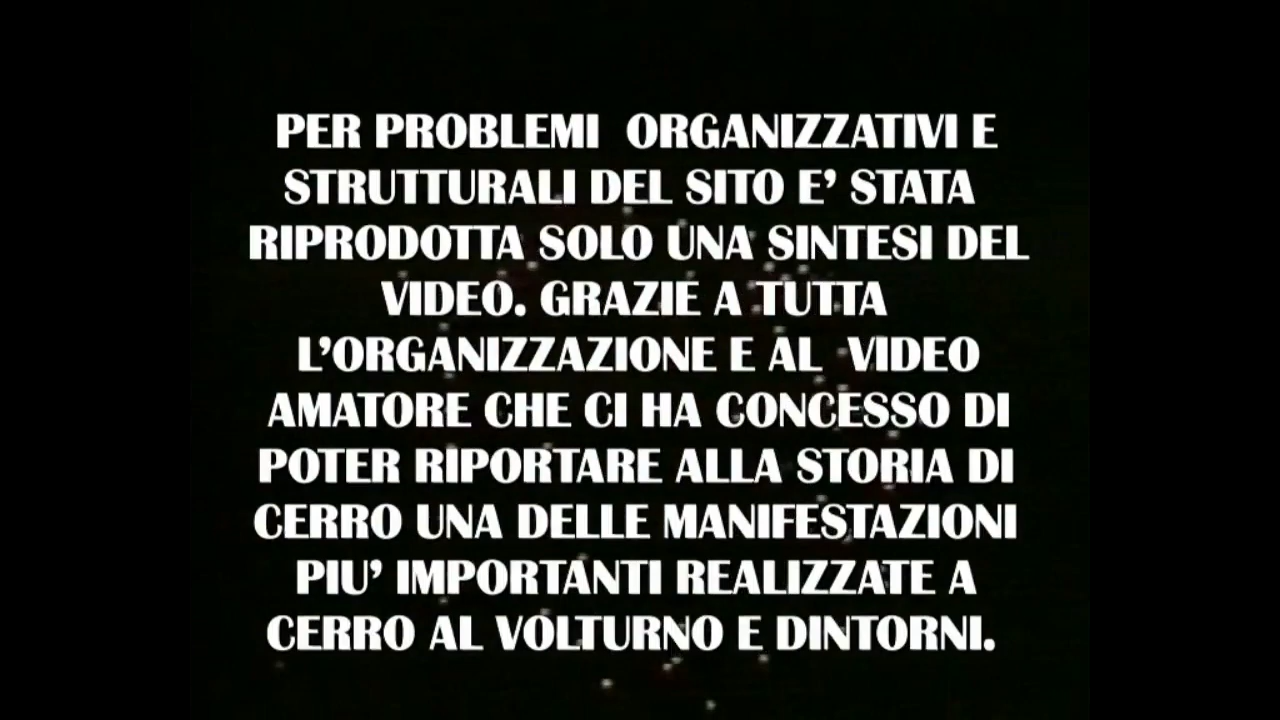 PER PROBLEMI  ORGANIZZATIVI E
STRUTTURALI DEL SITO E’ STATA
RIPRODOTTA SOLO UNA SINTESI DEL
VIDEO. GRAZIE A TUTTA
L’ORGANIZZAZIONE E AL  VIDEO
AMATORE CHE CI HA CONCESSO DI
POTER RIPORTARE ALLA STORIA DI
CERRO UNA DELLE MANIFESTAZIONI
PIU’ IMPORTANTI REALIZZATE A
CERRO AL VOLTURNO E DINTORNI.